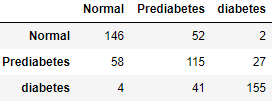 Normal Prediabetes diabetes
Normal 146 52 2
Prediabetes 58 115 27
diabetes 4 41 155